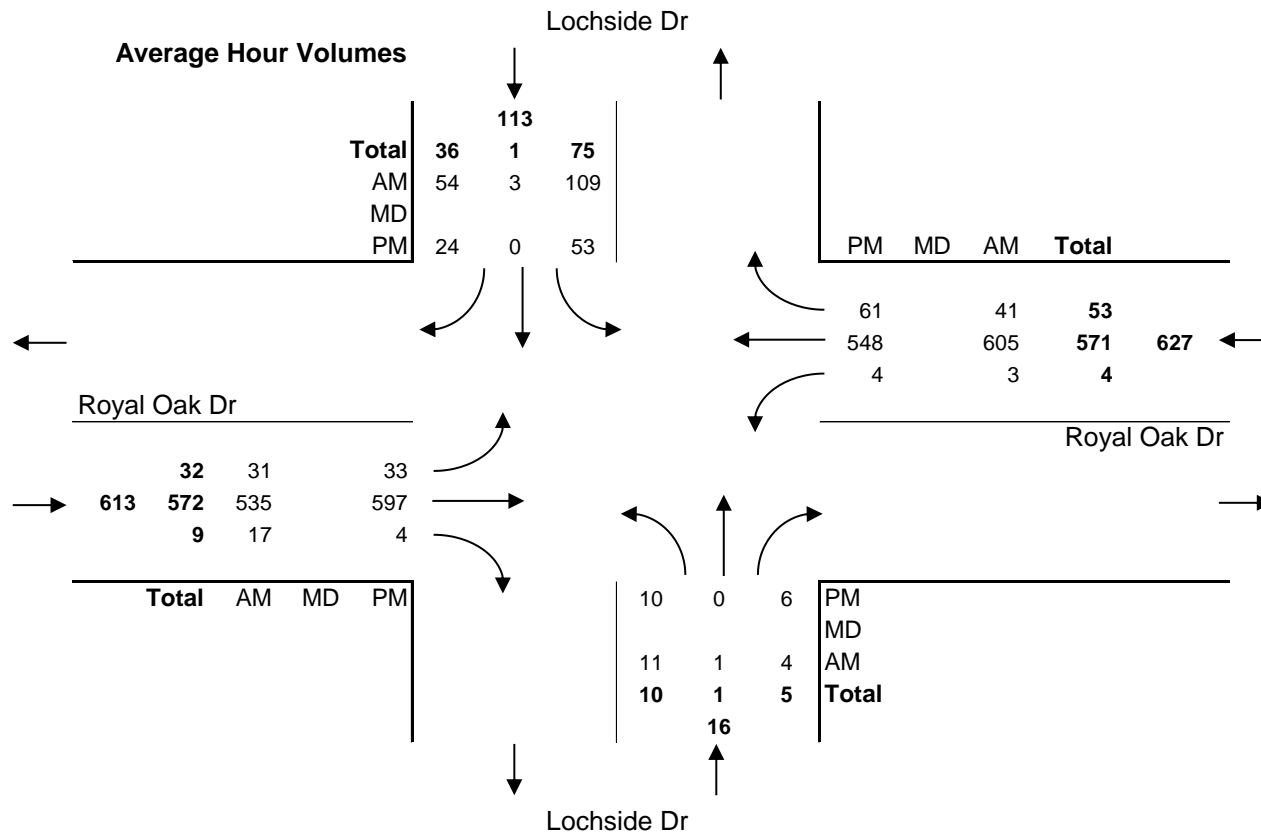 Lochside Dr
Average Hour Volumes
113
Total 36 1 75
AM 54 3 109
MD
PM 24 0 53
PM MD AM Total
61 41 53
548 605 571 627
4 3 4
Royal Oak Dr
Royal Oak Dr
32 31 33
613 572 535 597
9 17 4
Total AM MD PM
10 0 6 PM
MD
11 1 4 AM
10 1 5 Total
16
Lochside Dr